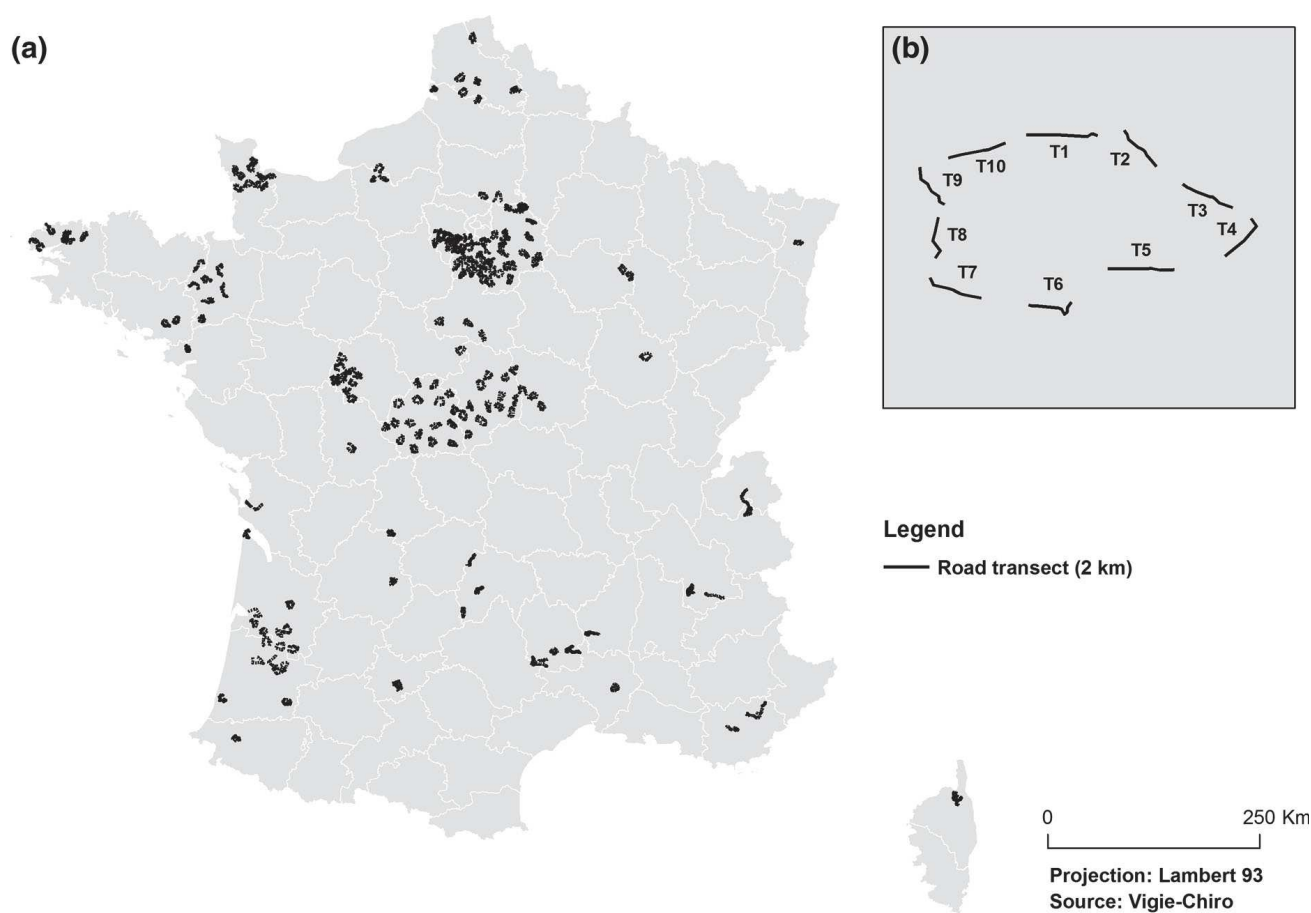 (a)
(b)
T1
T2
T3
T4
T5
T6
T7
T8
T9
T10
Legend
Road transect (2 km)
0 250 Km
Projection: Lambert 93
Source: Vigie-Chiro